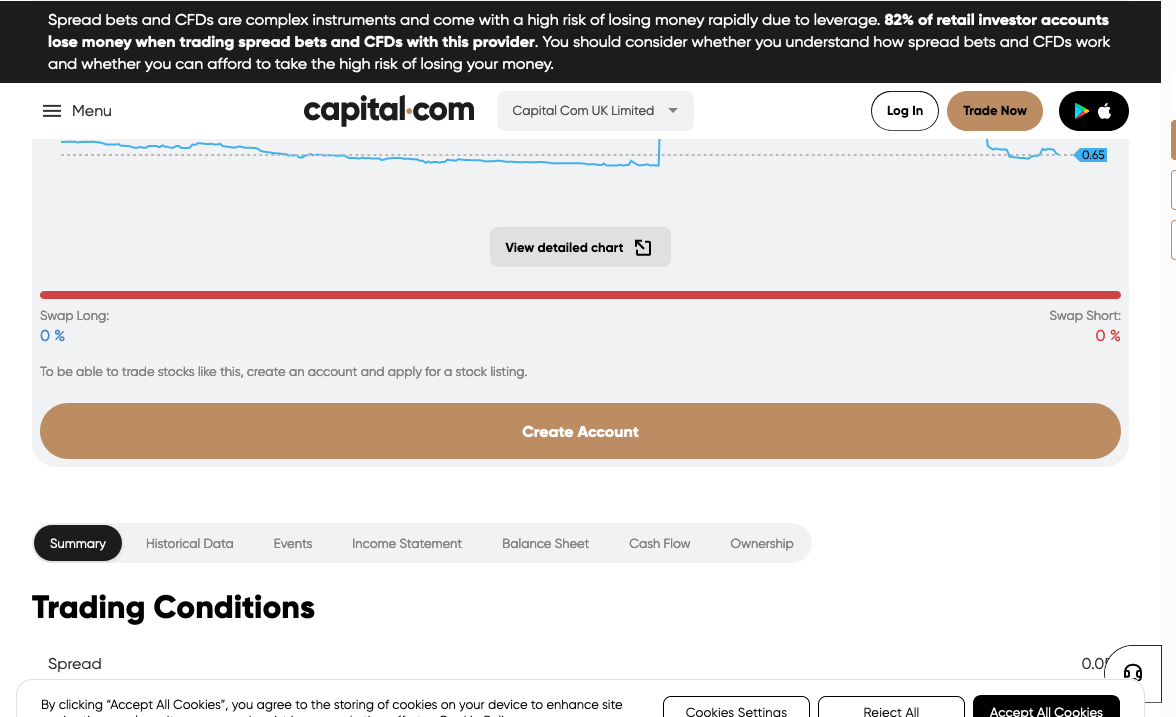 Spread bets and CFDs are complex instruments and come with a high risk of losing money rapidly due to leverage. 82% of retail investor accounts
lose money when trading spread bets and CFDs with this provider. You should consider whether you understand how spread bets and CFDs work
and whether you can afford to take the high risk of losing your money.
Menu
capital.com
Capital Com UK Limited
Log In
Trade Now
0.65
View detailed chart
Swap Long:
Swap Short:
0 %
0 %
To be able to trade stocks like this, create an account and apply for a stock listing.
Create Account
Summary Historical Data Events Income Statement Balance Sheet Cash Flow Ownership
Trading Conditions
Spread
By clicking “Accept All Cookies”, you agree to the storing of cookies on your device to enhance site
Cookies Settings
Reject All
Accept All Cookies